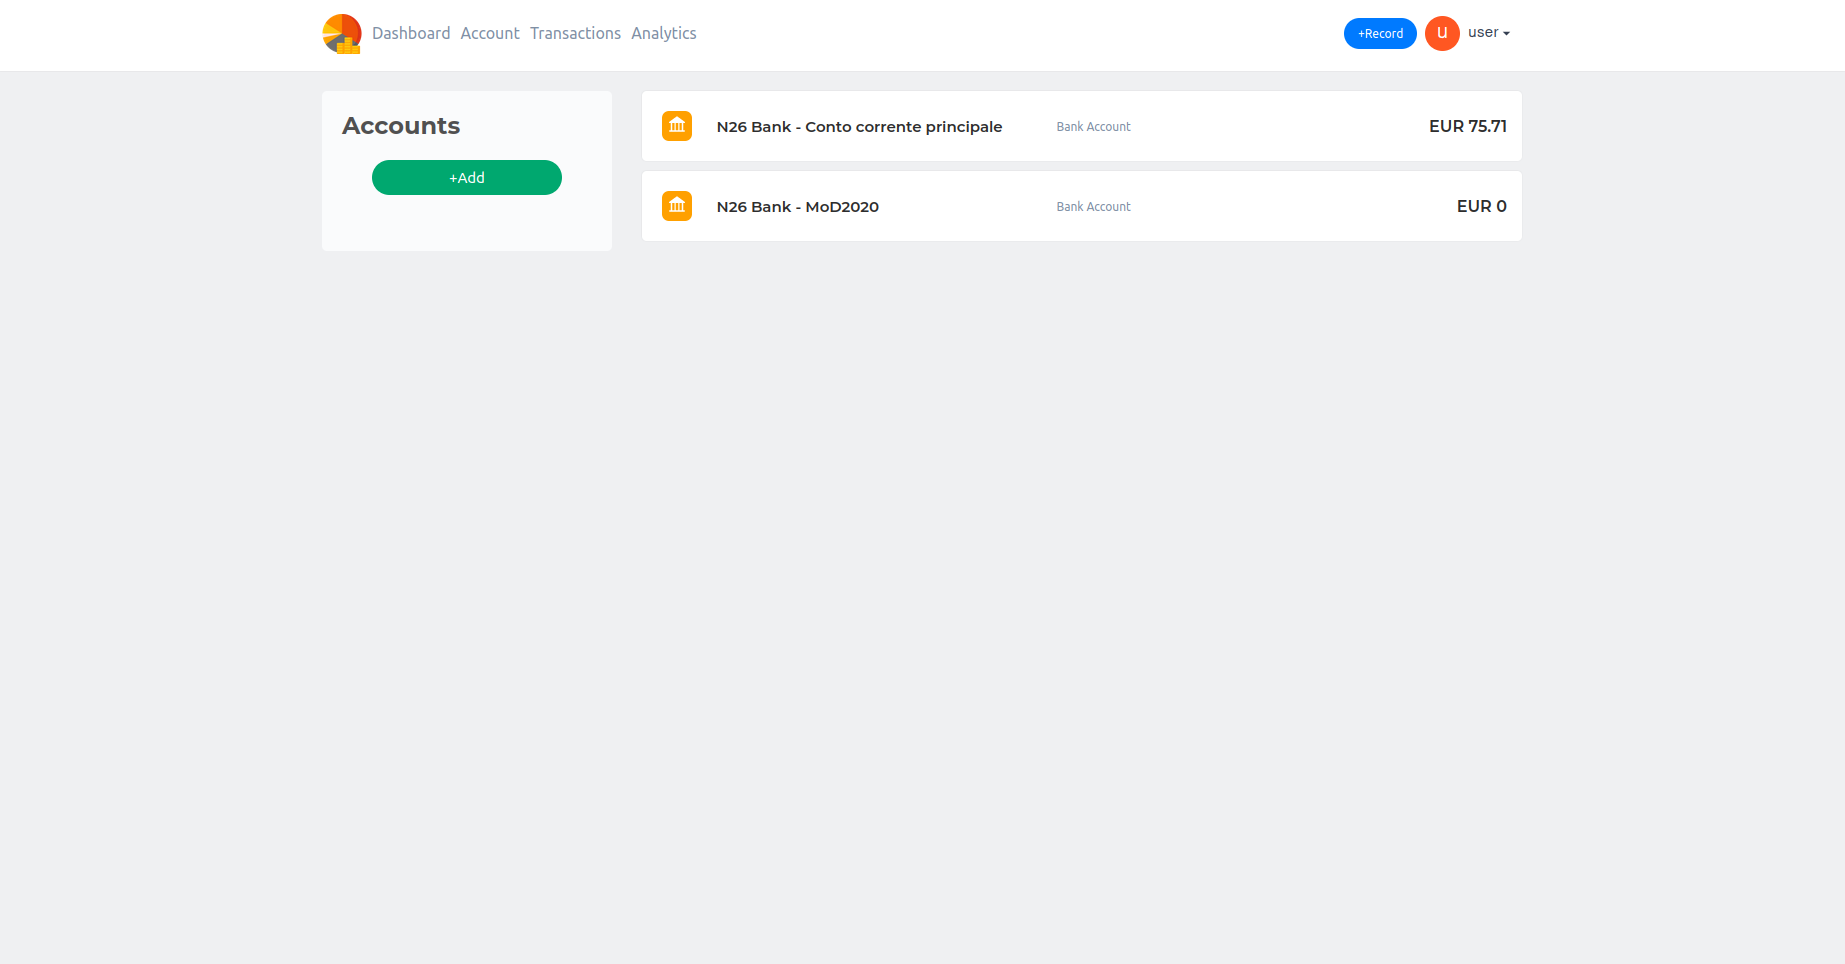 Dashboard Account Transactions Analytics +Record u user
Accounts
+Add
N26 Bank - Conto corrente principale Bank Account EUR 75.71
N26 Bank - MoD2020 Bank Account EUR 0